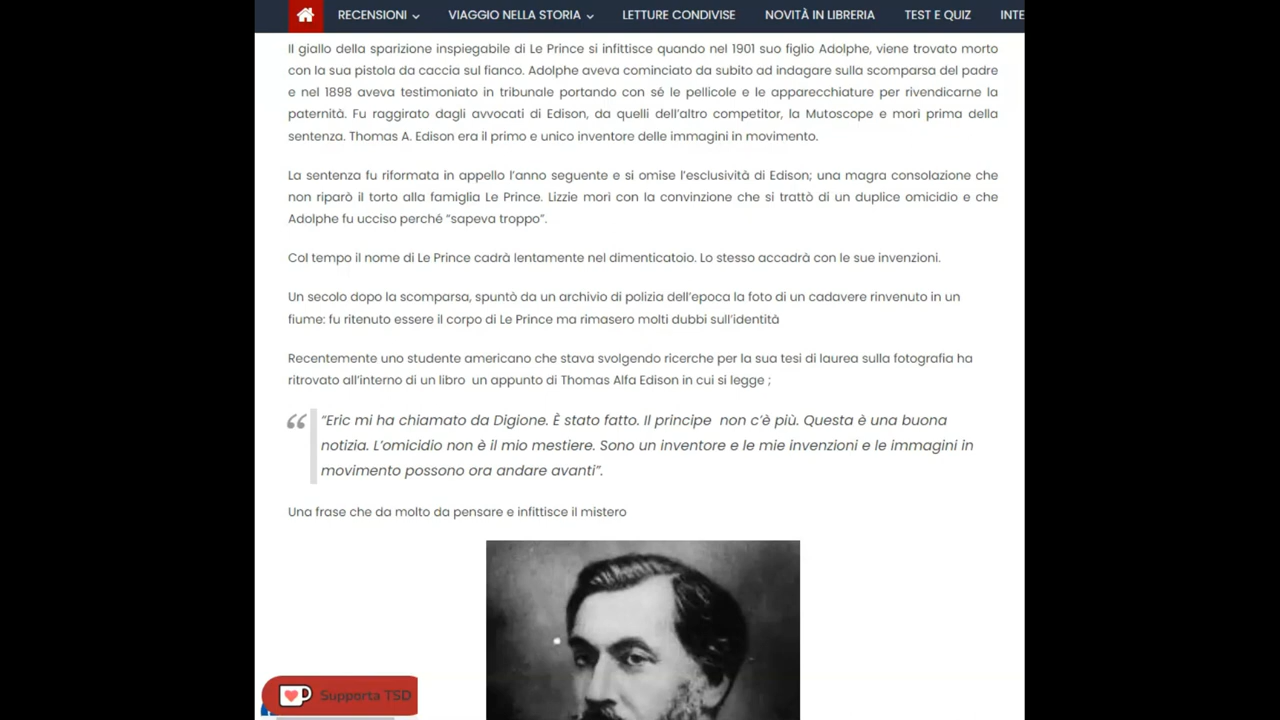 RECENSIONI VIAGGIO NELLA STORIA LETTURE CONDIVISE NOVITÀ IN LIBRERIA TEST E QUIZ INTE
Il giallo della sparizione inspiegabile di Le Prince si infittisce quando nel 1901 suo figlio Adolphe, viene trovato morto
con la sua pistola da caccia sul fianco. Adolphe aveva cominciato da subito ad indagare sulla scomparsa del padre
e nel 1898 aveva testimoniato in tribunale portando con sé le pellicole e le apparecchiature per rivendicarne la
paternità. Fu raggirato dagli avvocati di Edison, da quelli dell’altro competitor, la Mutoscope e morì prima della
sentenza. Thomas A. Edison era il primo e unico inventore delle immagini in movimento.
La sentenza fu riformata in appello l’anno seguente e si omise l’esclusività di Edison; una magra consolazione che
non riparò il torto alla famiglia Le Prince. Lizzie morì con la convinzione che si trattò di un duplice omicidio e che
Adolphe fu ucciso perché “sapeva troppo”.
Col tempo il nome di Le Prince cadrà lentamente nel dimenticatoio. Lo stesso accadrà con le sue invenzioni.
Un secolo dopo la scomparsa, spuntò da un archivio di polizia dell’epoca la foto di un cadavere rinvenuto in un
fiume: fu ritenuto essere il corpo di Le Prince ma rimasero molti dubbi sull’identità
Recentemente uno studente americano che stava svolgendo ricerche per la sua tesi di laurea sulla fotografia ha
ritrovato all’interno di un libro un appunto di Thomas Alfa Edison in cui si legge ;
“Eric mi ha chiamato da Digione. È stato fatto. Il principe non c’è più. Questa è una buona
notizia. L’omicidio non è il mio mestiere. Sono un inventore e le mie invenzioni e le immagini in
movimento possono ora andare avanti”.
Una frase che da molto da pensare e infittisce il mistero
Supporta TSD